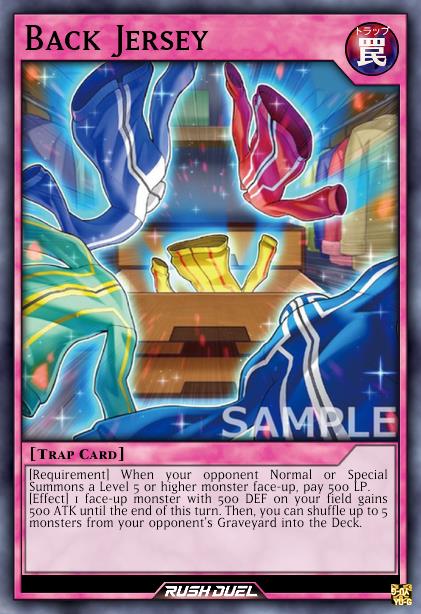 Back Jersey
トラップ
罠
SAMPLE
[Trap Card]
[Requirement] When your opponent Normal or Special
Summons a Level 5 or higher monster face-up, pay 500 LP.
[Effect] 1 face-up monster with 500 DEF on your field gains
500 ATK until the end of this turn. Then, you can shuffle up to 5
monsters from your opponent's Graveyard into the Deck.
RUSH DUEL